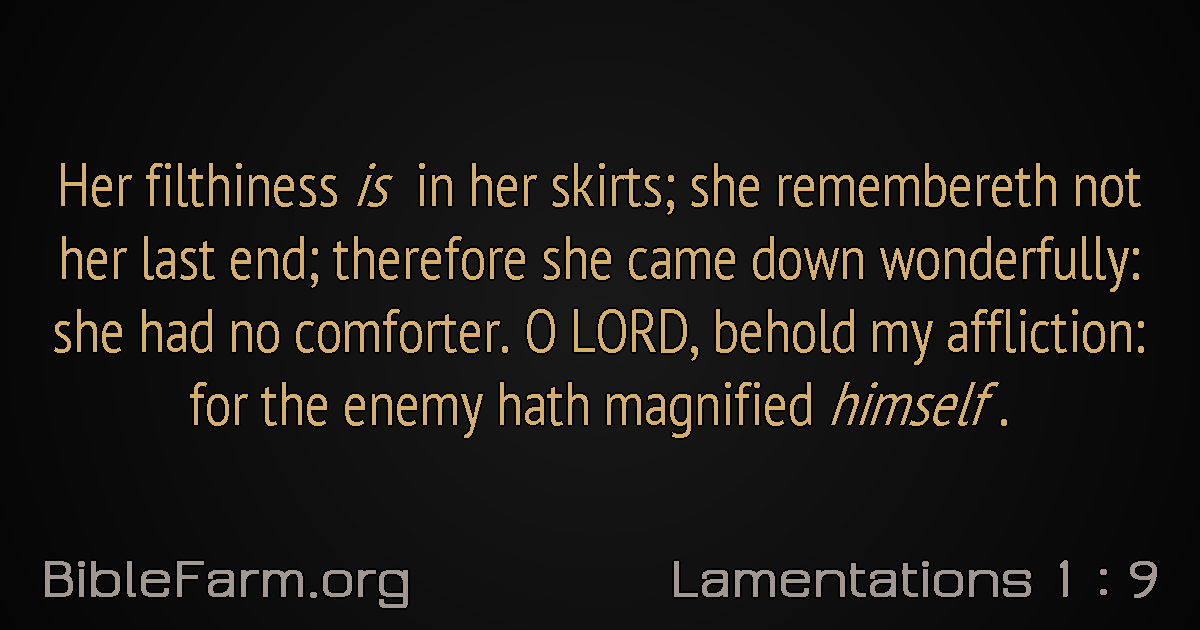 Her filthiness is in her skirts; she remembereth not
her last end; therefore she came down wonderfully:
she had no comforter. O LORD, behold my affliction:
for the enemy hath magnified himself .
BibleFarm.org
Lamentations 1 : 9